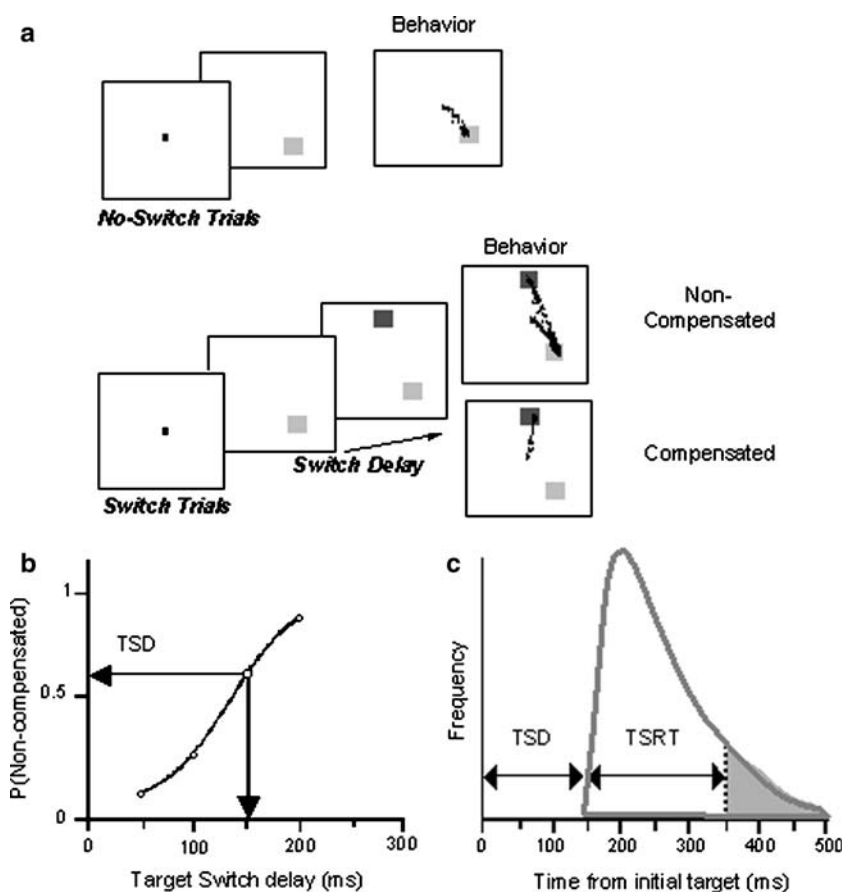 a
Behavior
No-Switch Trials
Behavior
Non-
Compensated
Switch Delay
Compensated
Switch Trials
b
P(Non-compensated)
1
0.5
0
TSD
0
100
200
300
Target Switch delay (ms)
c
Frequency
TSD
TSRT
0
100
200
300
400
500
Time from initial target (ms)